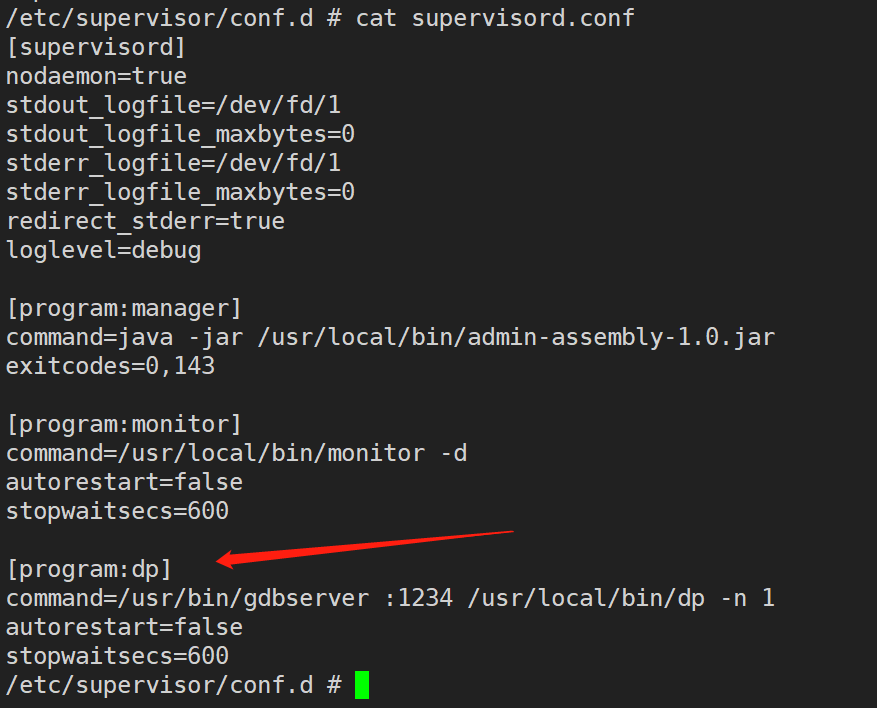 /etc/supervisor/conf.d # cat supervisord.conf
[supervisord]
nodaemon=true
stdout_logfile=/dev/fd/1
stdout_logfile_maxbytes=0
stderr_logfile=/dev/fd/1
stderr_logfile_maxbytes=0
redirect_stderr=true
loglevel=debug
[program:manager]
command=java -jar /usr/local/bin/admin-assembly-1.0.jar
exitcodes=0,143
[program:monitor]
command=/usr/local/bin/monitor -d
autorestart=false
stopwaitsecs=600
[program:dp]
command=/usr/bin/gdbserver :1234 /usr/local/bin/dp -n 1
autorestart=false
stopwaitsecs=600
/etc/supervisor/conf.d #